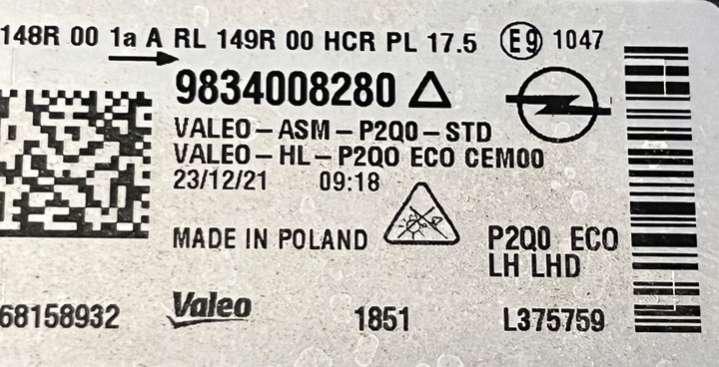 148R 00 1a A RL 149R 00 HCR PL 17.5 E9 1047
9834008280
VALEO-ASM-P2Q0-STD
VALEO-HL-P2Q0 ECO CEM00
23/12/21 09:18
MADE IN POLAND
P2Q0 ECO
LH LHD
68158932 Valeo 1851 L375759